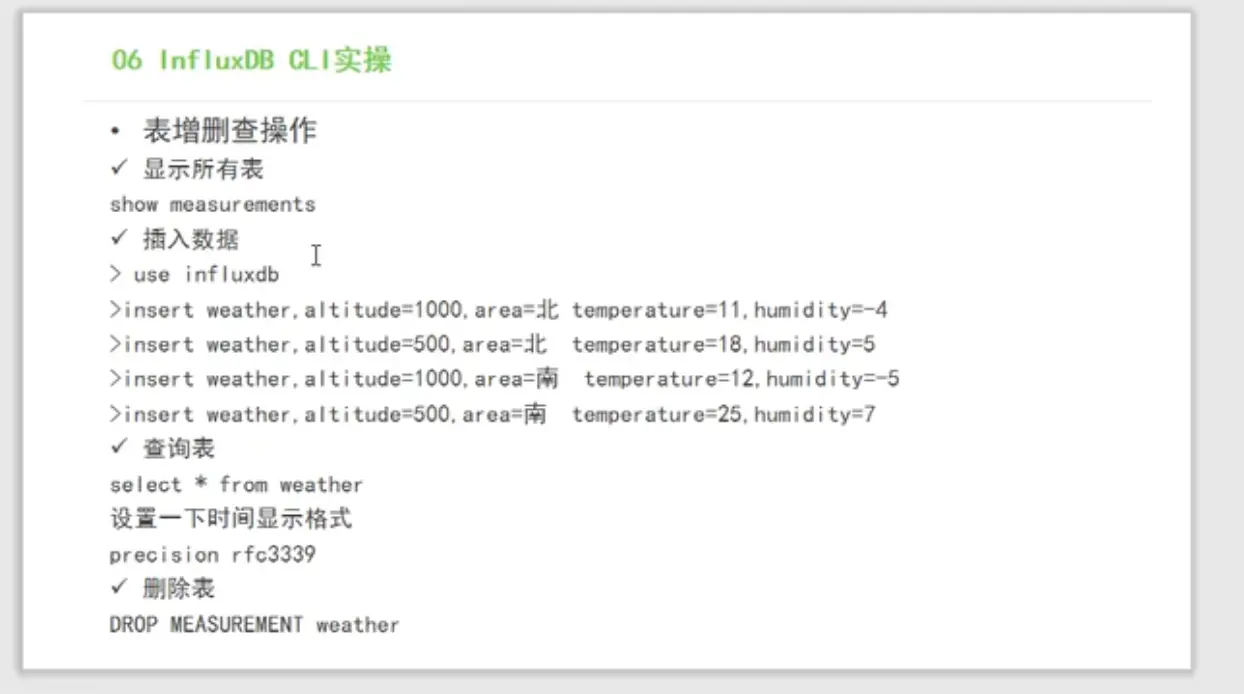 06 InfluxDB CLI实操
• 表增删查操作
✓ 显示所有表
show measurements
✓ 插入数据
> use influxdb
>insert weather,altitude=1000,area=北 temperature=11,humidity=-4
>insert weather,altitude=500,area=北  temperature=18,humidity=5
>insert weather,altitude=1000,area=南  temperature=12,humidity=-5
>insert weather,altitude=500,area=南  temperature=25,humidity=7
✓ 查询表
select * from weather
设置一下时间显示格式
precision rfc3339
✓ 删除表
DROP MEASUREMENT weather